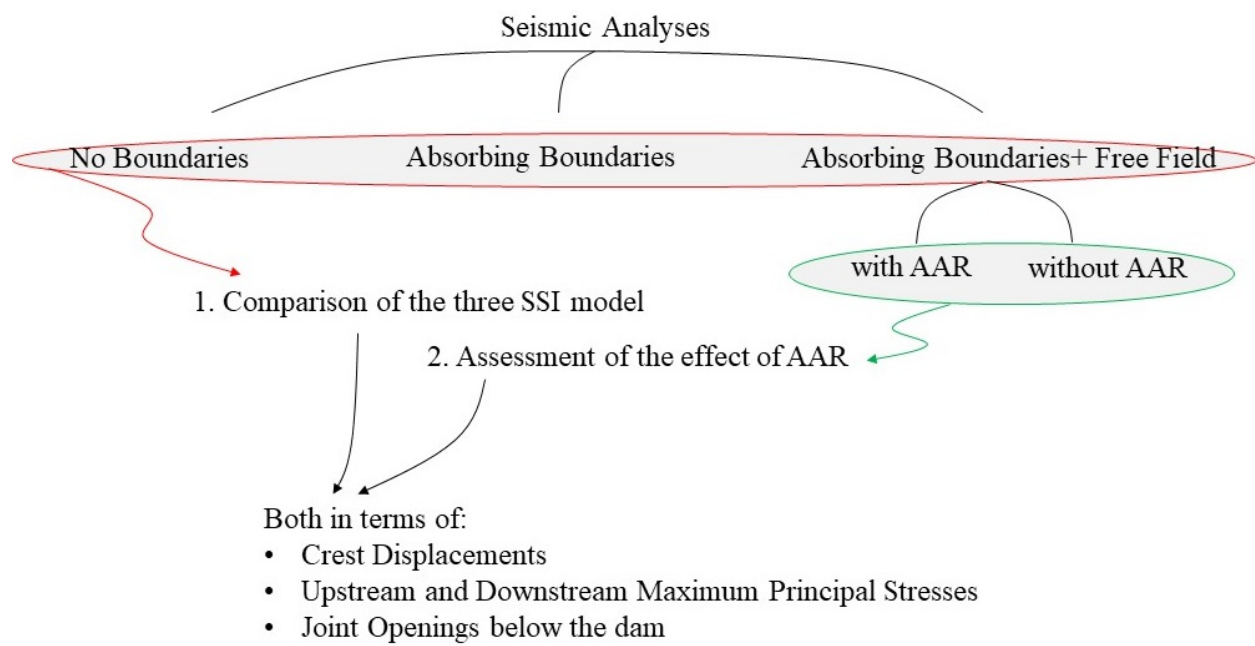 Seismic Analyses
No Boundaries
Absorbing Boundaries
Absorbing Boundaries+ Free Field
with AAR
without AAR
1. Comparison of the three SSI model
2. Assessment of the effect of AAR
Both in terms of:
• Crest Displacements
• Upstream and Downstream Maximum Principal Stresses
• Joint Openings below the dam